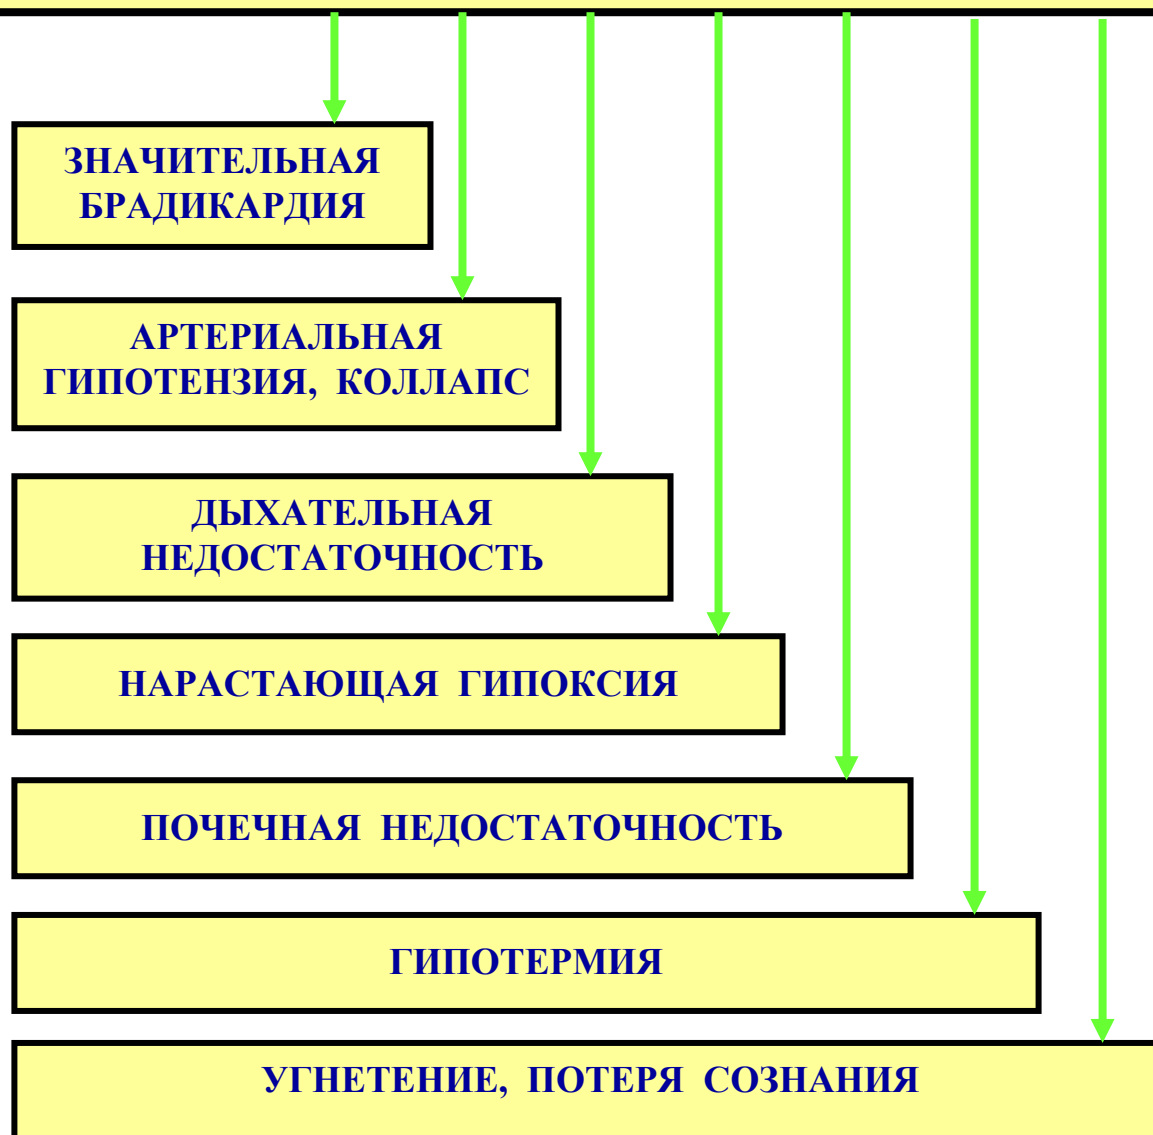 ЗНАЧИТЕЛЬНАЯ
БРАДИКАРДИЯ
АРТЕРИАЛЬНАЯ
ГИПОТЕНЗИЯ, КОЛЛАПС
ДЫХАТЕЛЬНАЯ
НЕДОСТАТОЧНОСТЬ
НАРАСТАЮЩАЯ ГИПОКСИЯ
ПОЧЕЧНАЯ НЕДОСТАТОЧНОСТЬ
ГИПОТЕРМИЯ
УГНЕТЕНИЕ, ПОТЕРЯ СОЗНАНИЯ